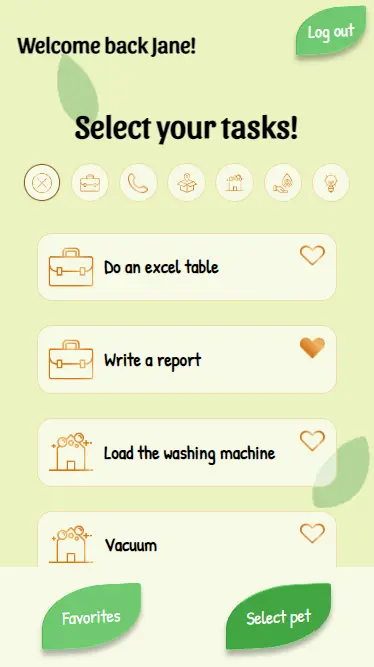 Welcome back Jane!
Log out
Select your tasks!
Do an excel table
Write a report
Load the washing machine
Vacuum
Favorites
Select pet